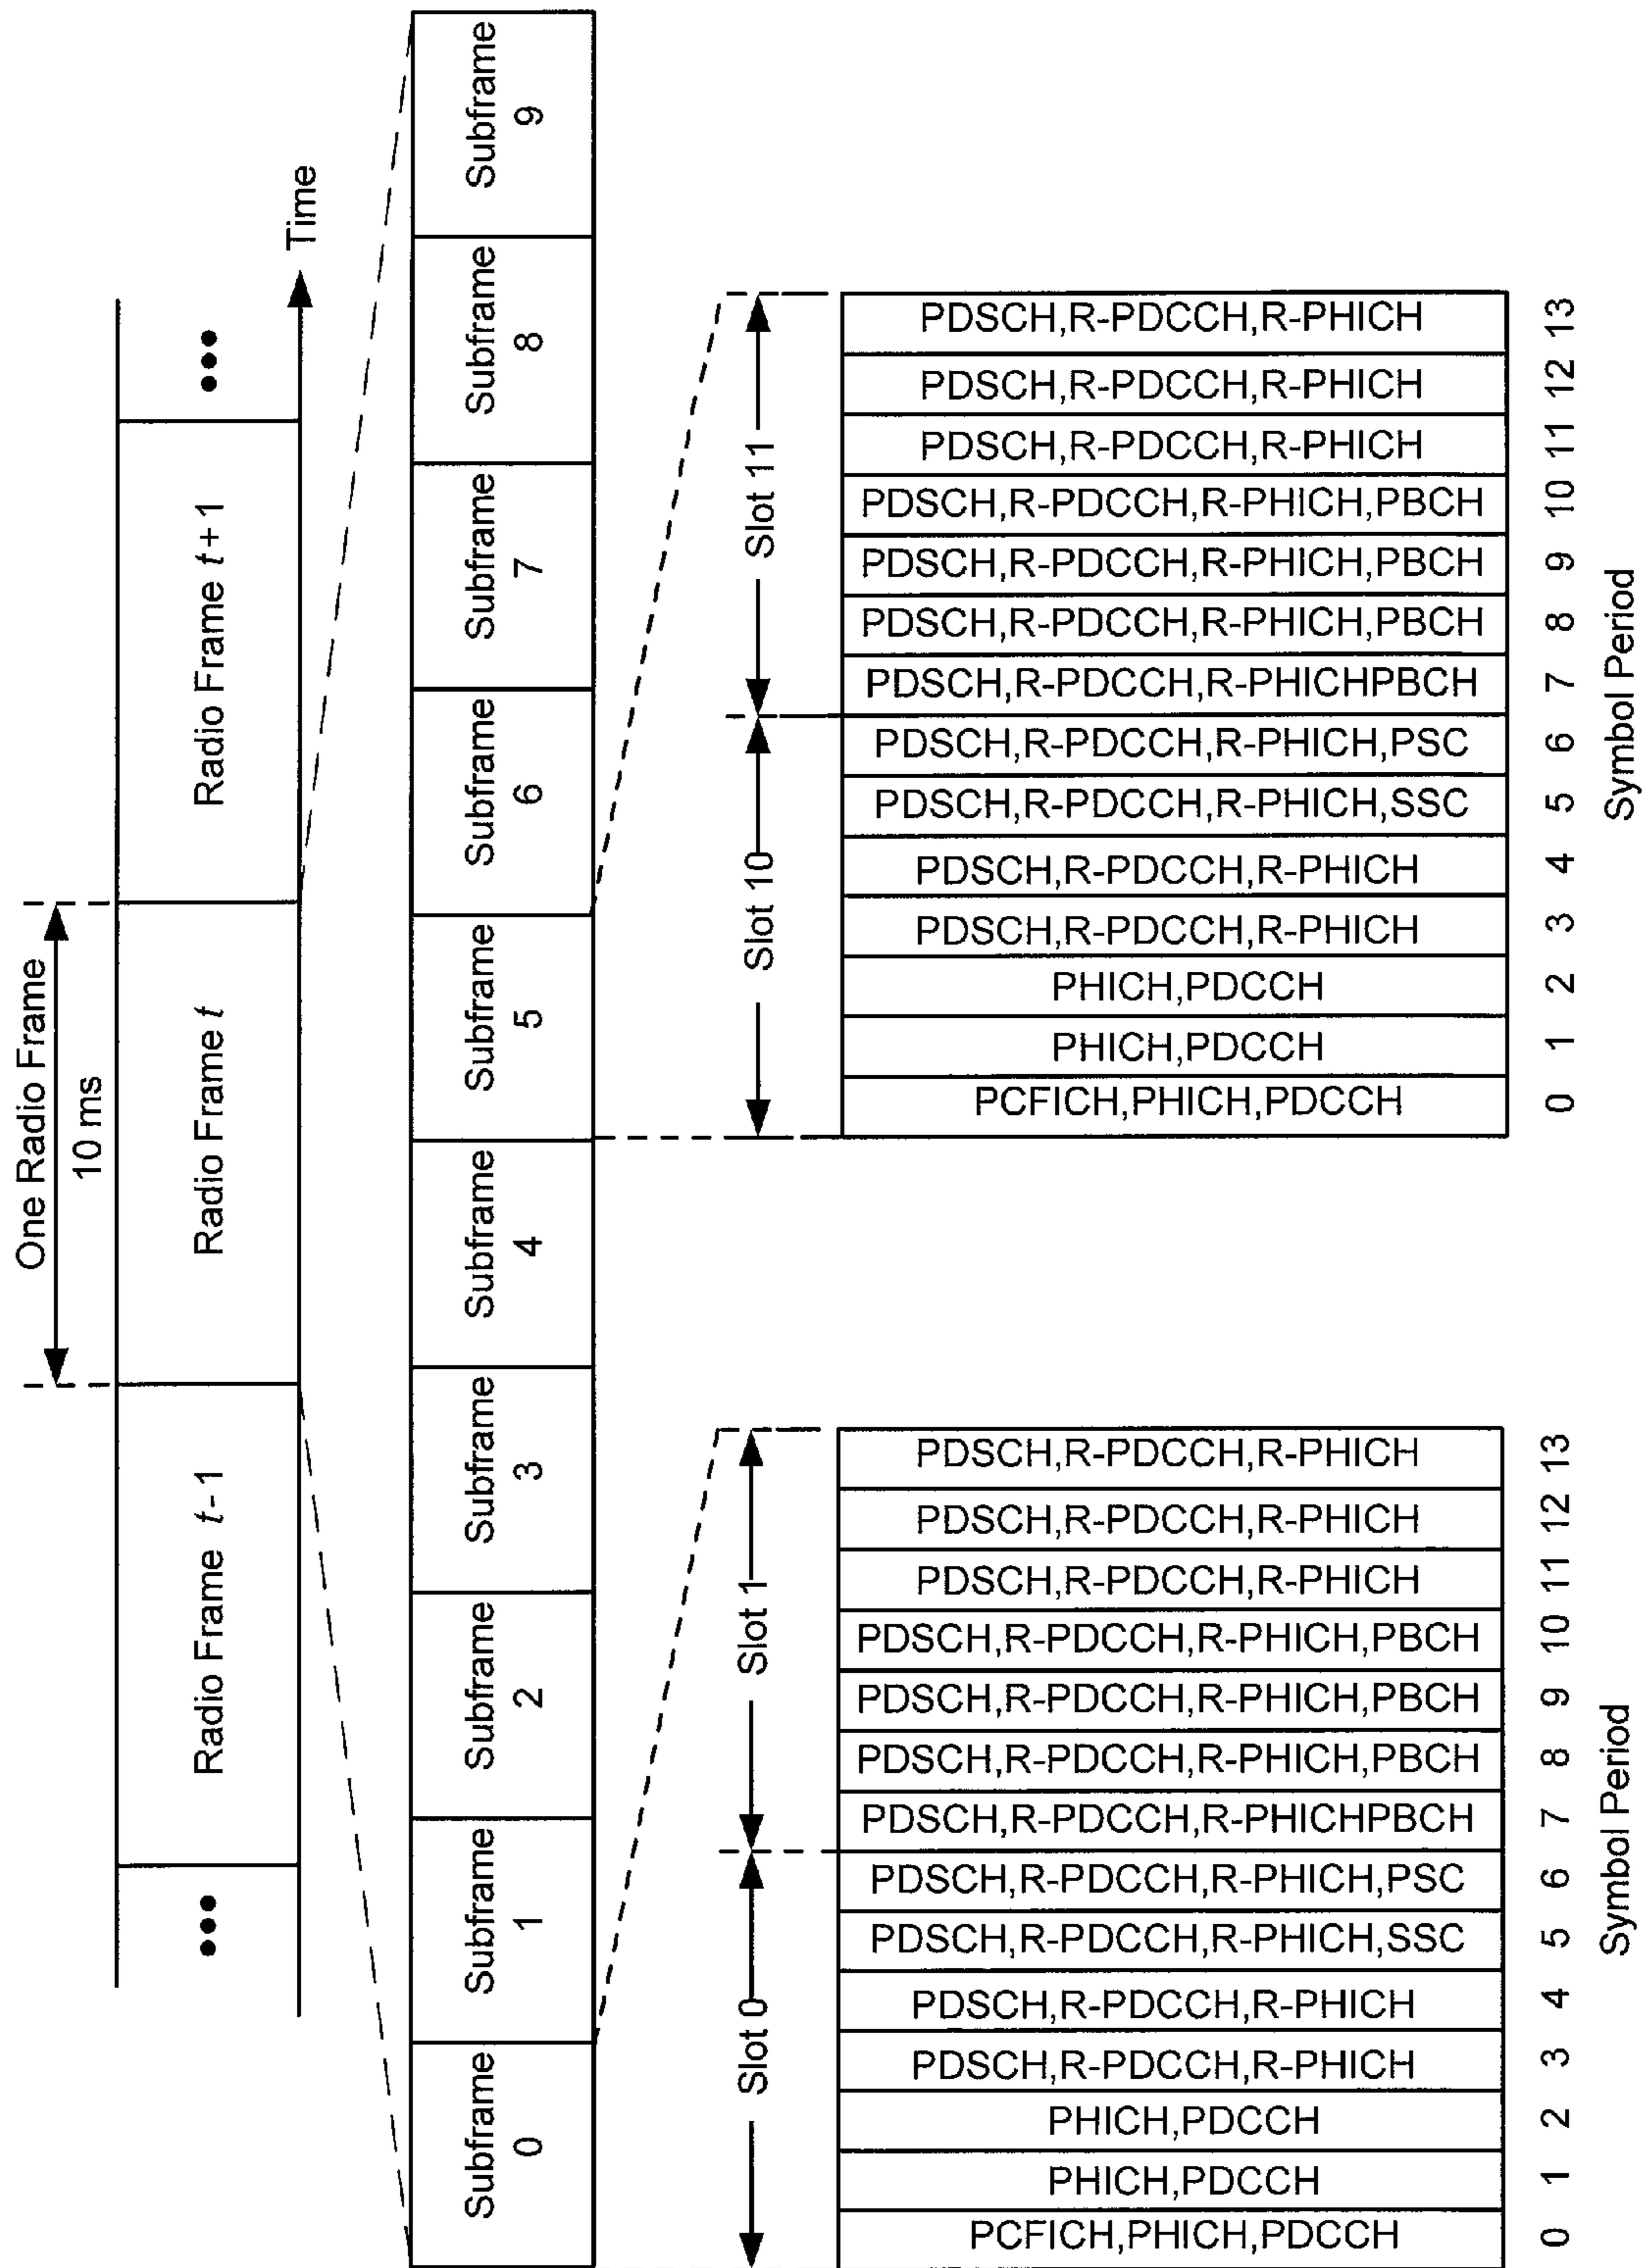 One Radio Frame
10 ms
••• Radio Frame t-1 Radio Frame t Radio Frame t+1 •••
Time
Subframe 0
Subframe 1
Subframe 2
Subframe 3
Subframe 4
Subframe 5
Subframe 6
Subframe 7
Subframe 8
Subframe 9
Slot 0
Slot 1
PCFICH,PHICH,PDCCH
PHICH,PDCCH
PHICH,PDCCH
PDSCH,R-PDCCH,R-PHICH
PDSCH,R-PDCCH,R-PHICH
PDSCH,R-PDCCH,R-PHICH,SSC
PDSCH,R-PDCCH,R-PHICH,PSC
PDSCH,R-PDCCH,R-PHICHPBCH
PDSCH,R-PDCCH,R-PHICH,PBCH
PDSCH,R-PDCCH,R-PHICH,PBCH
PDSCH,R-PDCCH,R-PHICH,PBCH
PDSCH,R-PDCCH,R-PHICH
PDSCH,R-PDCCH,R-PHICH
PDSCH,R-PDCCH,R-PHICH
0 1 2 3 4 5 6 7 8 9 10 11 12 13
Symbol Period
Slot 10
Slot 11
PCFICH,PHICH,PDCCH
PHICH,PDCCH
PHICH,PDCCH
PDSCH,R-PDCCH,R-PHICH
PDSCH,R-PDCCH,R-PHICH
PDSCH,R-PDCCH,R-PHICH,SSC
PDSCH,R-PDCCH,R-PHICH,PSC
PDSCH,R-PDCCH,R-PHICHPBCH
PDSCH,R-PDCCH,R-PHICH,PBCH
PDSCH,R-PDCCH,R-PHICH,PBCH
PDSCH,R-PDCCH,R-PHICH,PBCH
PDSCH,R-PDCCH,R-PHICH
PDSCH,R-PDCCH,R-PHICH
PDSCH,R-PDCCH,R-PHICH
0 1 2 3 4 5 6 7 8 9 10 11 12 13
Symbol Period